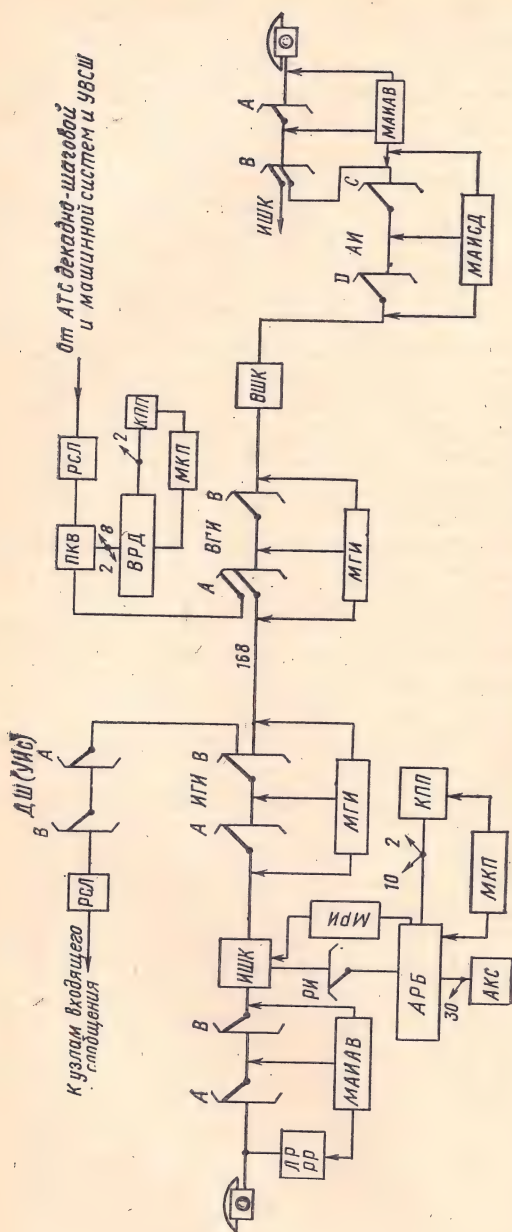 От АТС декадно-шаговой
и машинной систем и УВСШ
РСЛ
ПКВ
2
8
ВРД
2
КПП
МКП
ДШ (УИС)
В
А
РСЛ
К узлам входящего
сообщения
А
В
ИШК
А
ИГИ
В
168
А
ВГИ
В
ВШК
D
АИ
С
ИШК
В
А
МАИАВ
МАИСД
МГИ
МГИ
ЛР
РР
МАИАВ
РИ
МРИ
АРБ
30
АКС
10
2
КПП
МКП